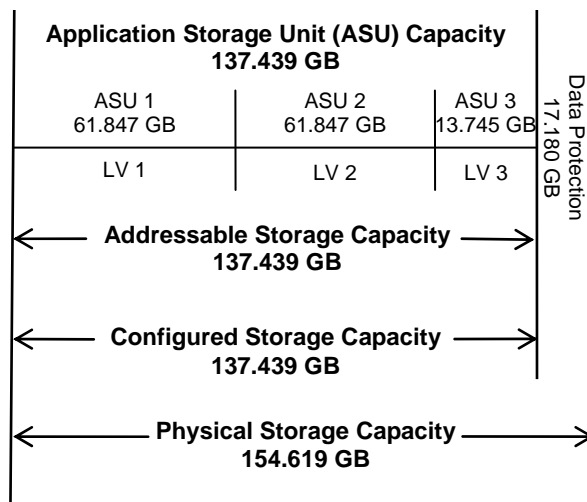 Application Storage Unit (ASU) Capacity
137.439 GB
ASU 1
61.847 GB
ASU 2
61.847 GB
ASU 3
13.745 GB
LV 1
LV 2
LV 3
Data Protection
17.180 GB
Addressable Storage Capacity
137.439 GB
Configured Storage Capacity
137.439 GB
Physical Storage Capacity
154.619 GB